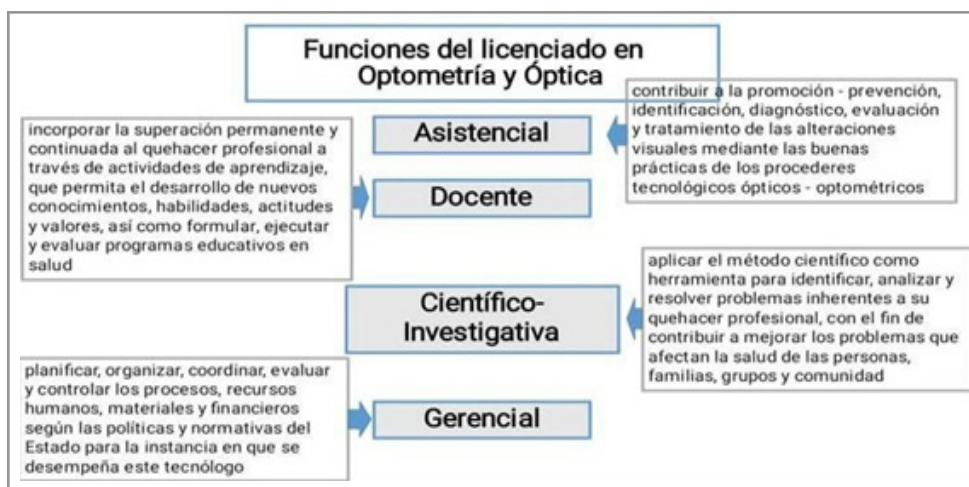 Funciones del licenciado en
Optometría y Óptica
Asistencial
contribuir a la promoción - prevención,
identificación, diagnóstico, evaluación
y tratamiento de las alteraciones
visuales mediante las buenas
prácticas de los procederes
tecnológicos ópticos - optométricos
incorporar la superación permanente y
continuada al quehacer profesional a
través de actividades de aprendizaje,
que permita el desarrollo de nuevos
conocimientos, habilidades, actitudes
y valores, así como formular, ejecutar
y evaluar programas educativos en
salud
Docente
Científico-
Investigativa
aplicar el método científico como
herramienta para identificar, analizar y
resolver problemas inherentes a su
quehacer profesional, con el fin de
contribuir a mejorar los problemas que
afectan la salud de las personas,
familias, grupos y comunidad
planificar, organizar, coordinar, evaluar
y controlar los procesos, recursos
humanos, materiales y financieros
según las políticas y normativas del
Estado para la instancia en que se
desempeña este tecnólogo
Gerencial